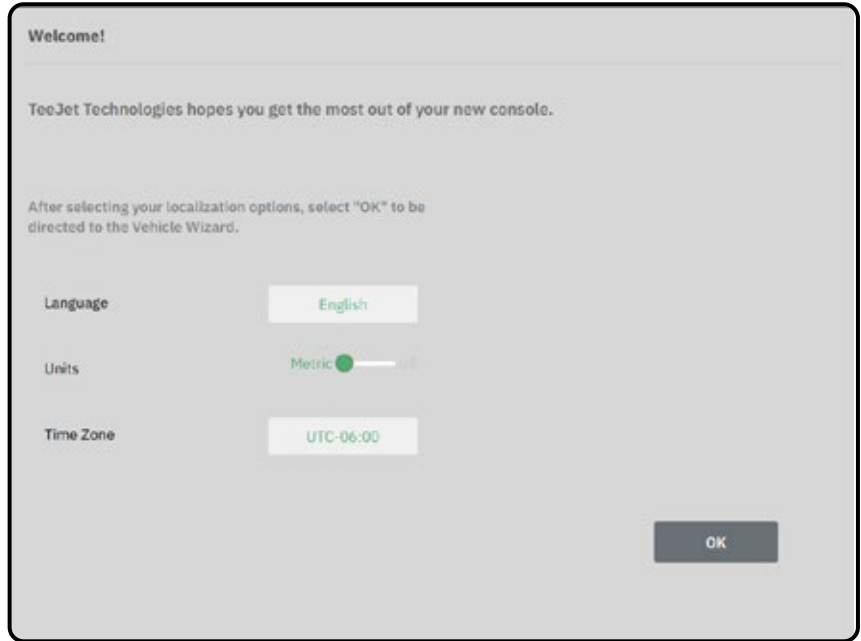 Welcome!
TeeJet Technologies hopes you get the most out of your new console.
After selecting your localization options, select "OK" to be
directed to the Vehicle Wizard.
Language English
Units Metric US
Time Zone UTC-06:00
OK